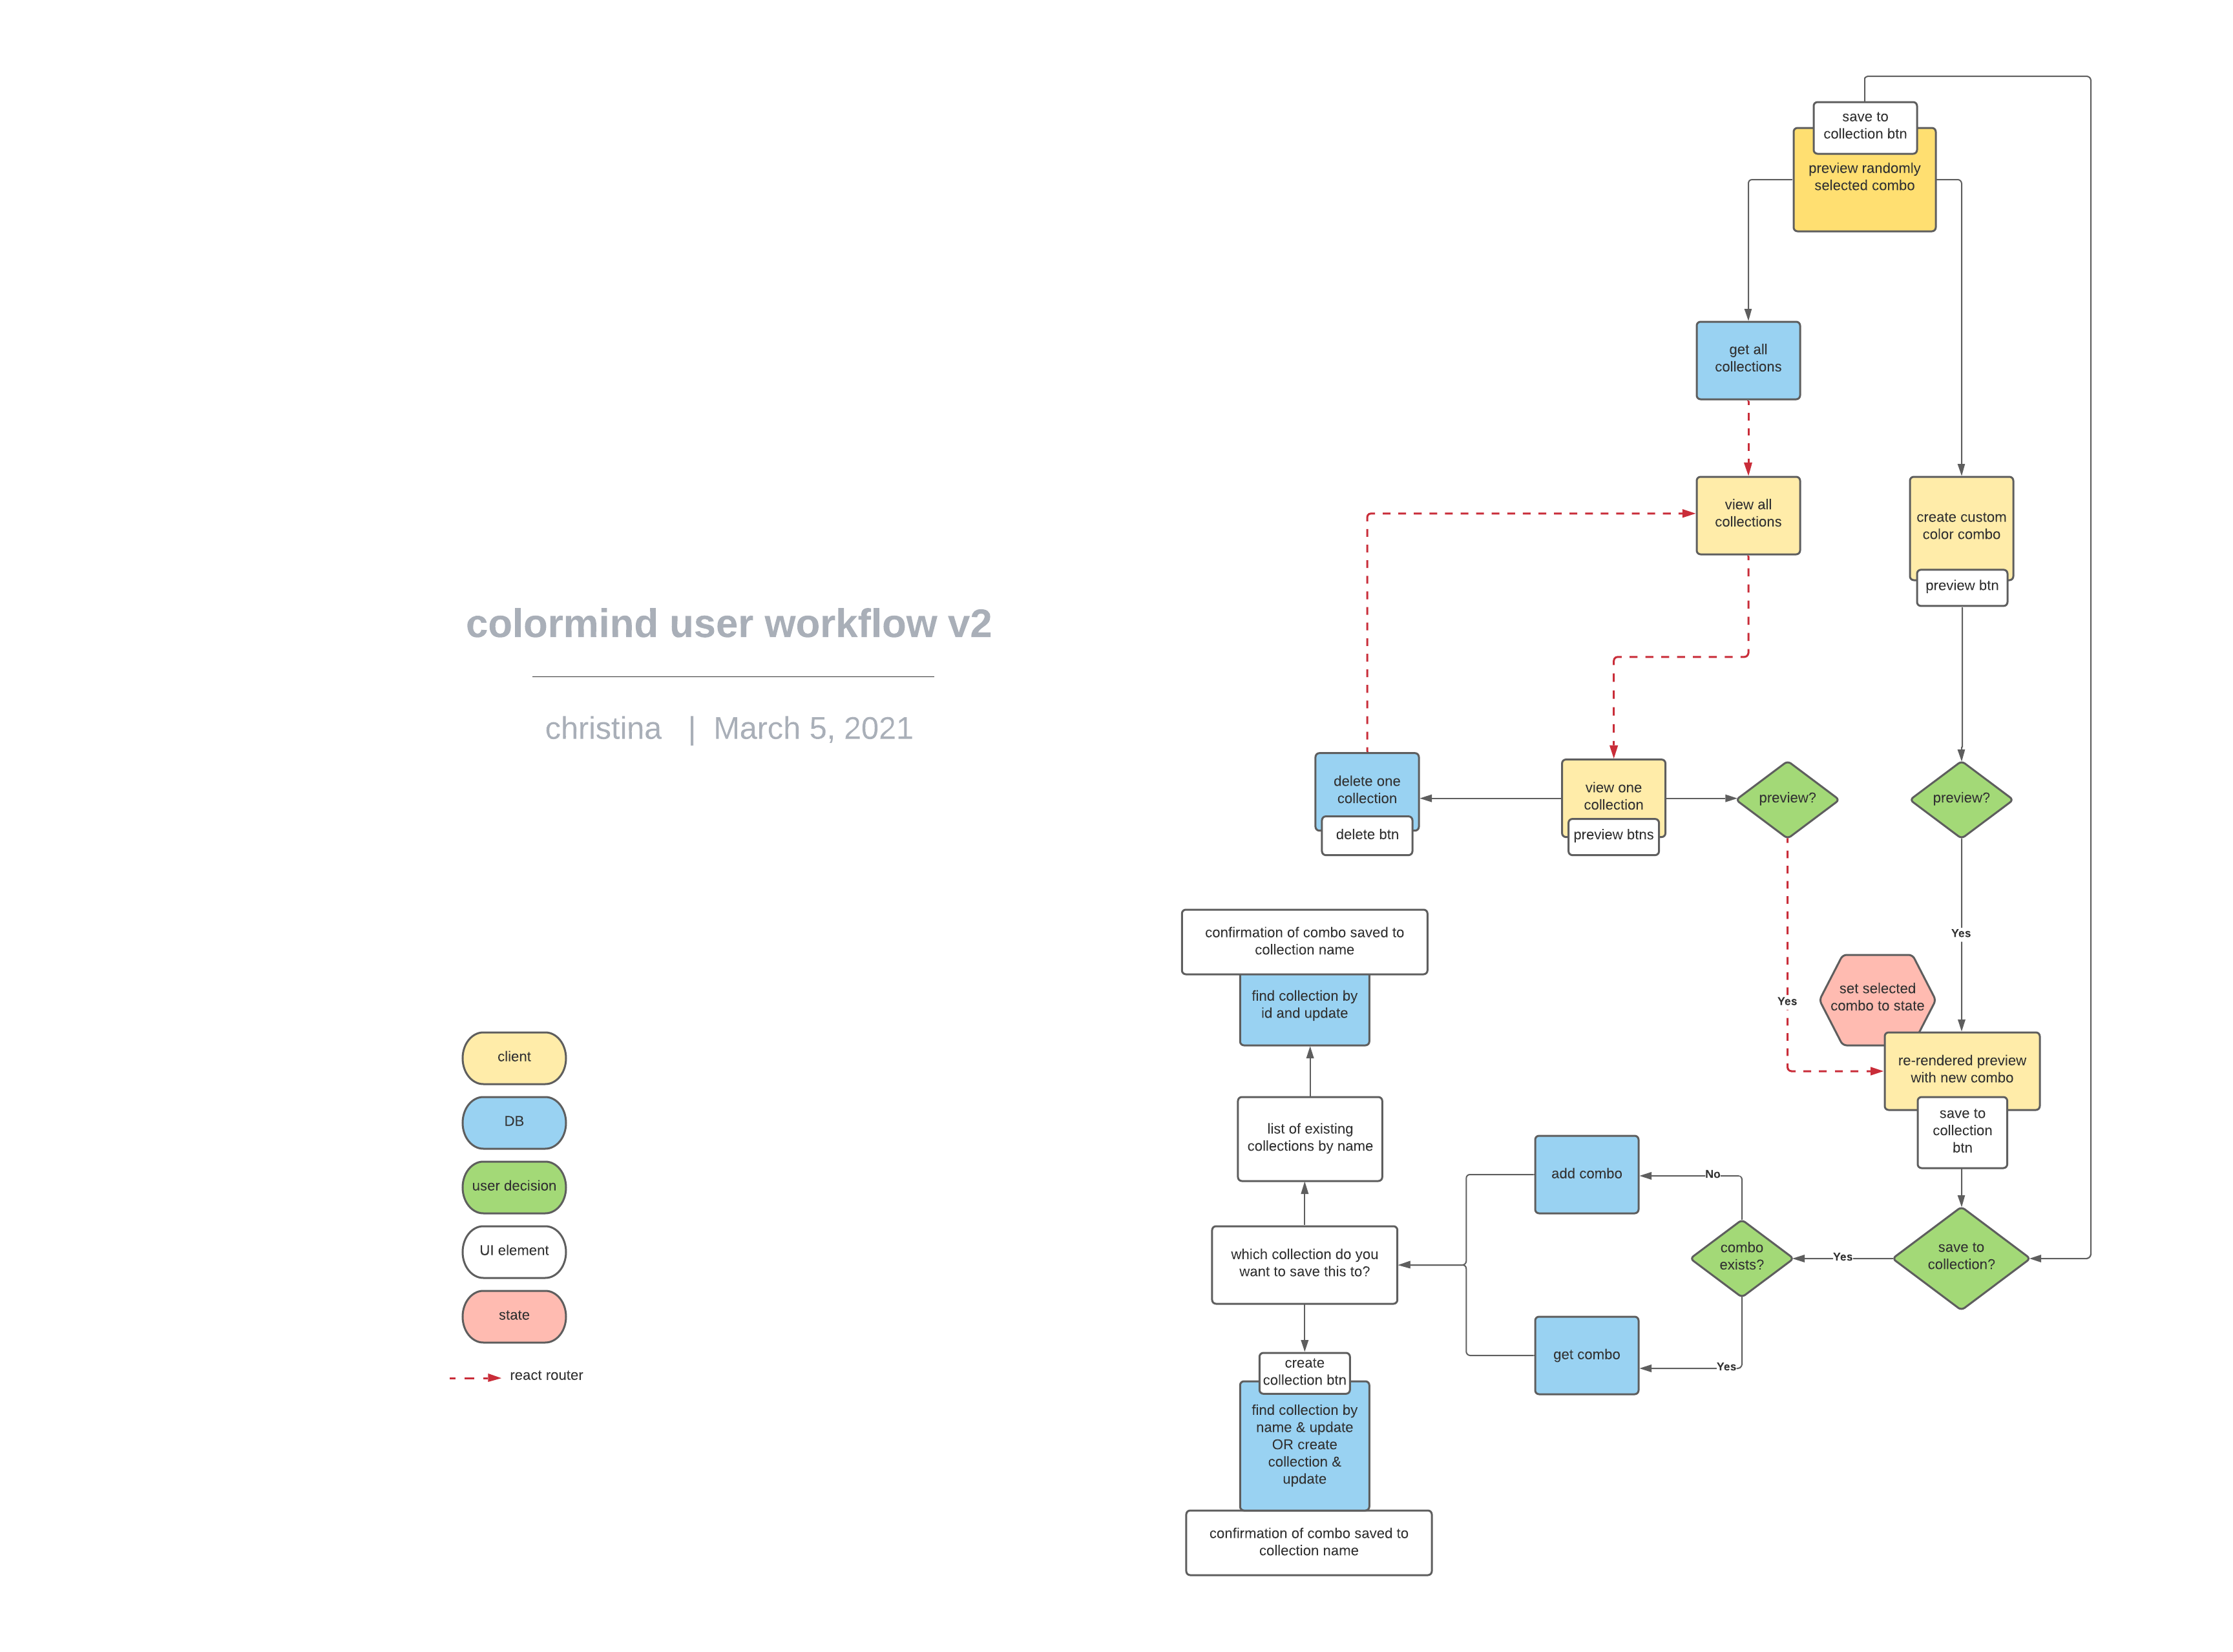 colormind user workflow v2
christina | March 5, 2021
client
DB
user decision
UI element
state
react router
save to
collection btn
preview randomly
selected combo
get all
collections
view all
collections
create custom
color combo
preview btn
delete one
collection
delete btn
view one
collection
preview btns
preview?
preview?
Yes
Yes
set selected
combo to state
re-rendered preview
with new combo
save to
collection
btn
save to
collection?
Yes
combo
exists?
No
Yes
add combo
get combo
which collection do you
want to save this to?
list of existing
collections by name
find collection by
id and update
confirmation of combo saved to
collection name
create
collection btn
find collection by
name & update
OR create
collection &
update
confirmation of combo saved to
collection name